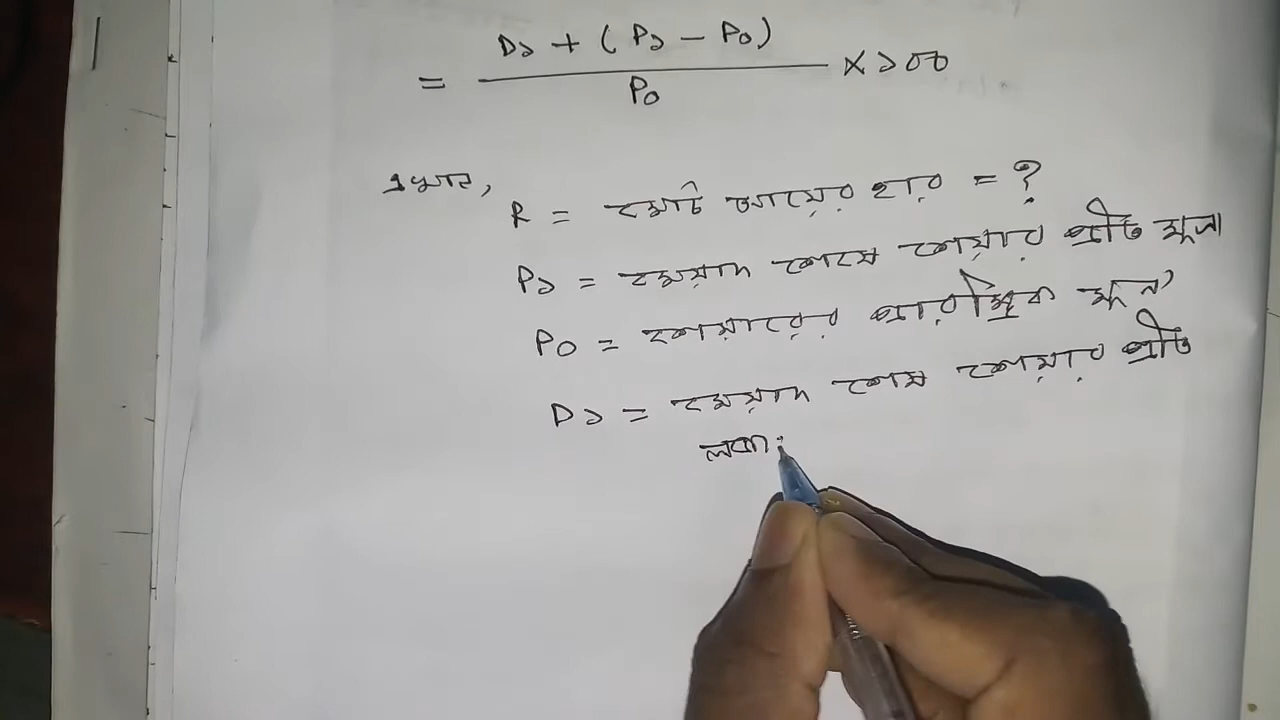 = D১ + (P১ − P০) / P০ × ১০০
এখানে,
R = মোট আয়ের হার = ?
P১ = মেয়াদ শেষে শেয়ার প্রতি মূল্য
P০ = শেয়ারের প্রারম্ভিক মূল্য
D১ = মেয়াদ শেষে শেয়ার প্রতি
লভ্যাং